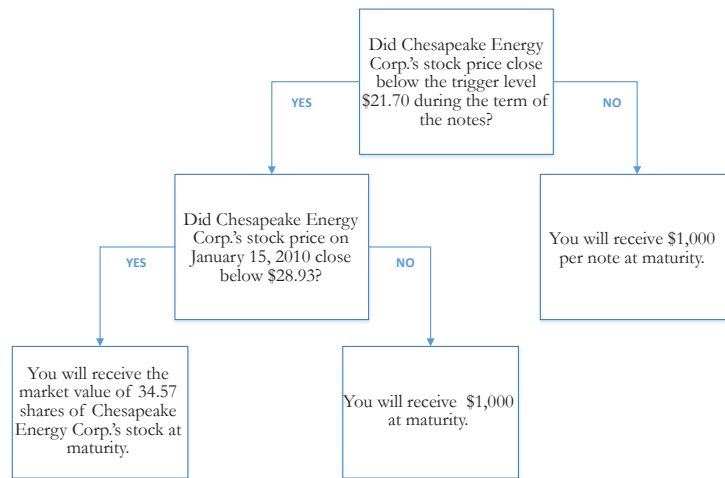 Did Chesapeake Energy
Corp.'s stock price close
below the trigger level
$21.70 during the term of
the notes?
YES
NO
Did Chesapeake Energy
Corp.'s stock price on
January 15, 2010 close
below $28.93?
You will receive $1,000
per note at maturity.
YES
NO
You will receive the
market value of 34.57
shares of Chesapeake
Energy Corp.'s stock at
maturity.
You will receive $1,000
at maturity.